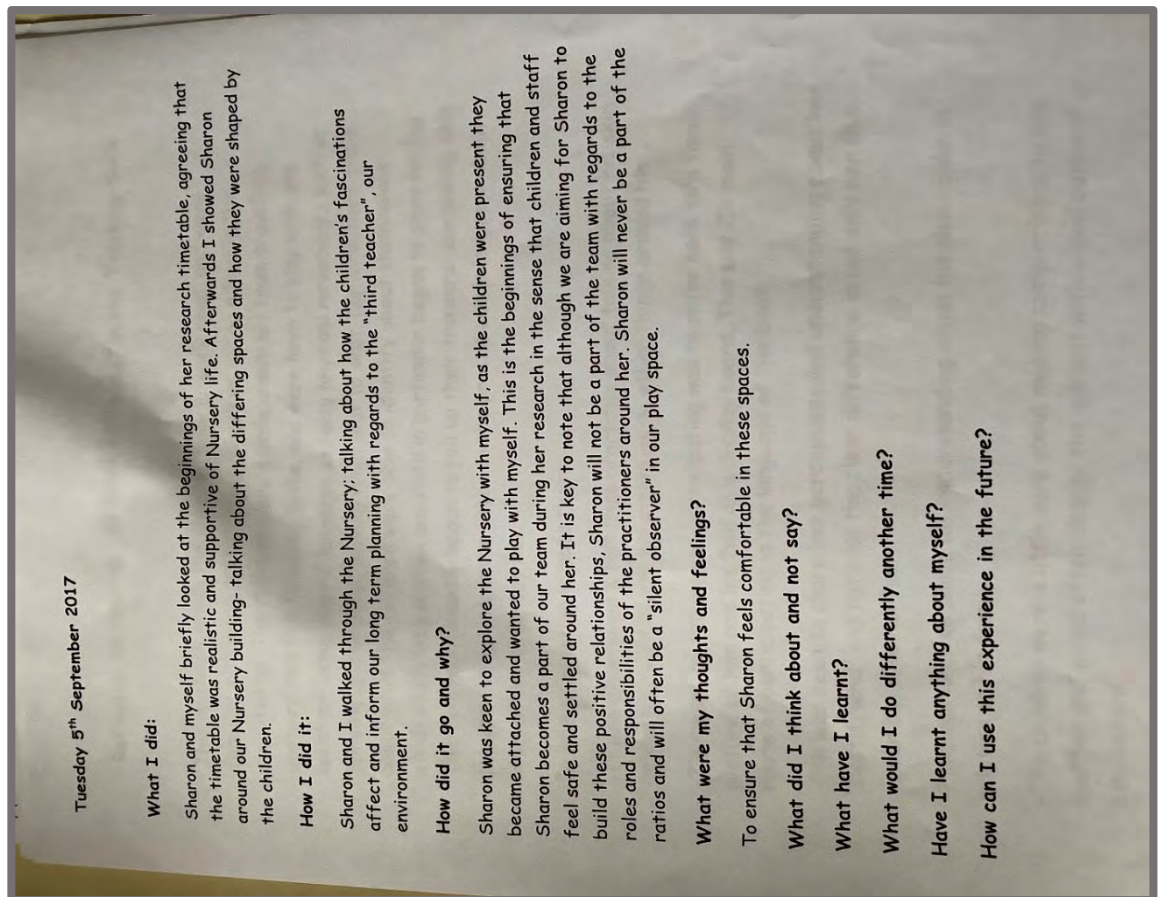 Tuesday 5th September 2017
What I did:
Sharon and myself briefly looked at the beginnings of her research timetable, agreeing that
the timetable was realistic and supportive of Nursery life. Afterwards I showed Sharon
around our Nursery building- talking about the differing spaces and how they were shaped by
the children.
How I did it:
Sharon and I walked through the Nursery; talking about how the children's fascinations
affect and inform our long term planning with regards to the "third teacher", our
environment.
How did it go and why?
Sharon was keen to explore the Nursery with myself, as the children were present they
became attached and wanted to play with myself. This is the beginnings of ensuring that
Sharon becomes a part of our team during her research in the sense that children and staff
feel safe and settled around her. It is key to note that although we are aiming for Sharon to
build these positive relationships, Sharon will not be a part of the team with regards to the
roles and responsibilities of the practitioners around her. Sharon will never be a part of the
ratios and will often be a "silent observer" in our play space.
What were my thoughts and feelings?
To ensure that Sharon feels comfortable in these spaces.
What did I think about and not say?
What have I learnt?
What would I do differently another time?
Have I learnt anything about myself?
How can I use this experience in the future?